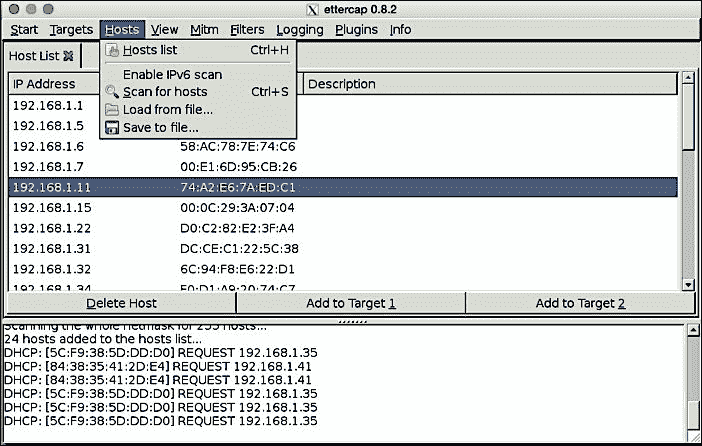 X ettercap 0.8.2
Start Targets Hosts View Mitm Filters Logging Plugins Info
Host List
Hosts list Ctrl+H
Enable IPv6 scan
Scan for hosts Ctrl+S
Load from file...
Save to file...
IP Address Description
192.168.1.1
192.168.1.5
192.168.1.6 58:AC:78:7E:74:C6
192.168.1.7 00:E1:6D:95:CB:26
192.168.1.11 74:A2:E6:7A:ED:C1
192.168.1.15 00:0C:29:3A:07:04
192.168.1.22 D0:C2:82:E2:3F:A4
192.168.1.31 DC:CE:C1:22:5C:38
192.168.1.32 6C:94:F8:E6:22:D1
192.168.1.34 F0:D1:A9:20:74:C7
Delete Host Add to Target 1 Add to Target 2
Scanning the whole netmask for 255 hosts...
24 hosts added to the hosts list...
DHCP: [5C:F9:38:5D:DD:D0] REQUEST 192.168.1.35
DHCP: [84:38:35:41:2D:E4] REQUEST 192.168.1.41
DHCP: [84:38:35:41:2D:E4] REQUEST 192.168.1.41
DHCP: [5C:F9:38:5D:DD:D0] REQUEST 192.168.1.35
DHCP: [5C:F9:38:5D:DD:D0] REQUEST 192.168.1.35
DHCP: [5C:F9:38:5D:DD:D0] REQUEST 192.168.1.35